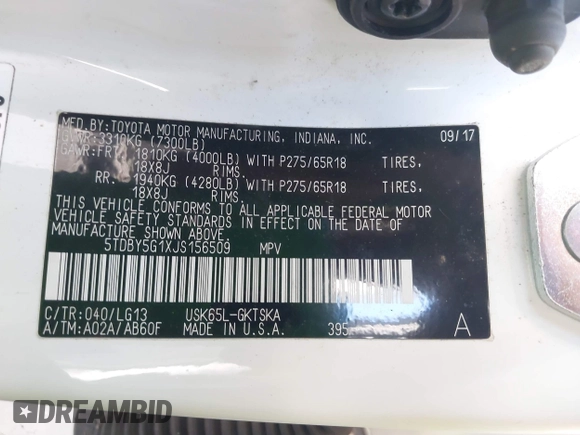 MFD.BY:TOYOTA MOTOR MANUFACTURING, INDIANA, INC. 09/17
GVWR:3310KG (7300LB)
GAWR:FRT. 1810KG (4000LB) WITH P275/65R18 TIRES,
18X8J RIMS.
RR. 1940KG (4280LB) WITH P275/65R18 TIRES,
18X8J RIMS.
THIS VEHICLE CONFORMS TO ALL APPLICABLE FEDERAL MOTOR
VEHICLE SAFETY STANDARDS IN EFFECT ON THE DATE OF
MANUFACTURE SHOWN ABOVE.
5TDBY5G1XJS156509 MPV
C/TR:040/LG13 USK65L-GKTSKA
A/TM:A02A/AB60F MADE IN U.S.A. 395 A
DREAMBID